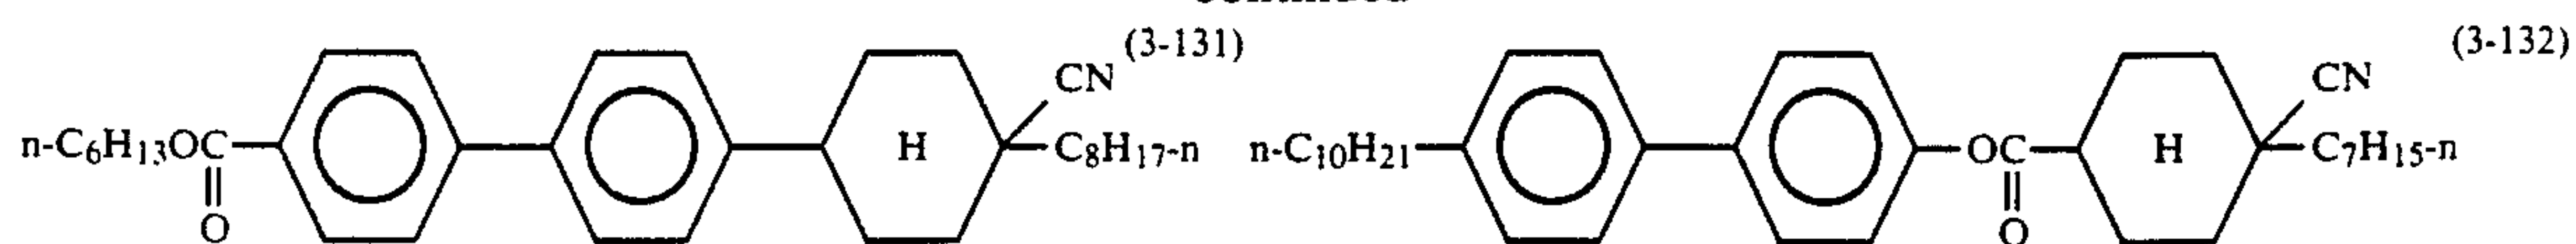 (3-131)
(3-132)
CN
CN
n-C6H13OC
H
C8H17-n
n-C10H21
OC
H
C7H15-n
O
O